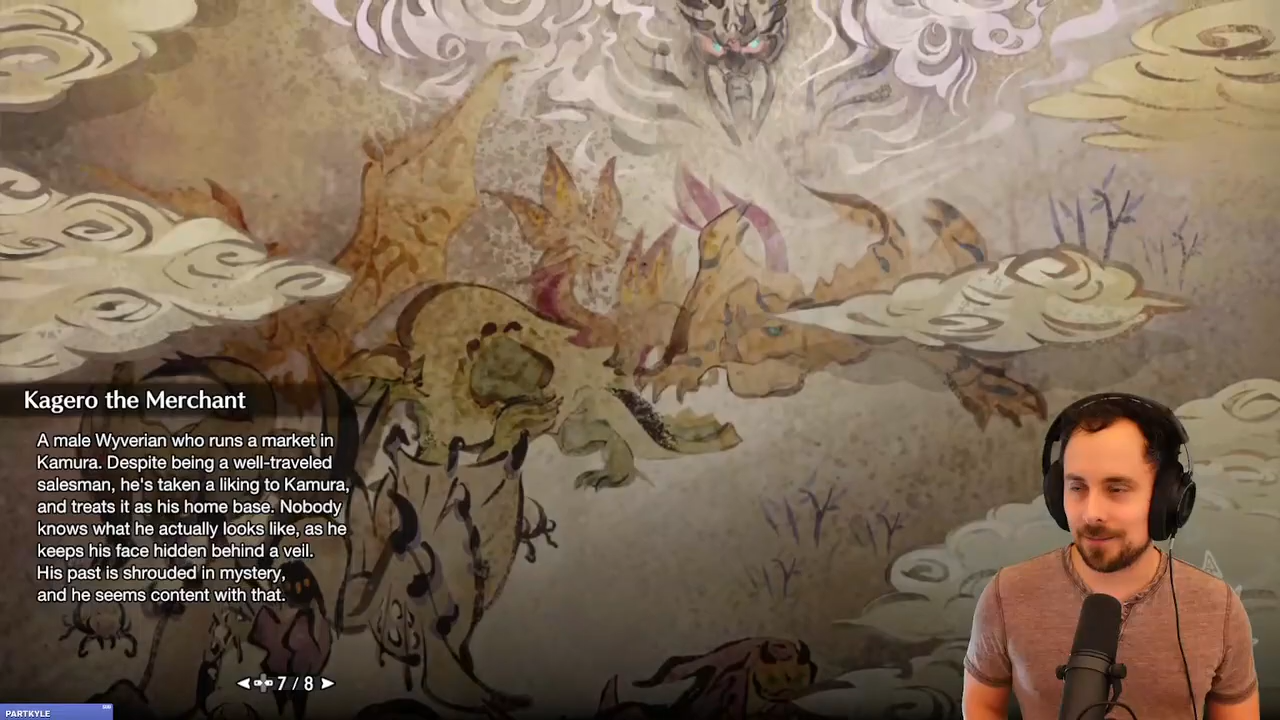 Kagero the Merchant
A male Wyverian who runs a market in
Kamura. Despite being a well-traveled
salesman, he's taken a liking to Kamura,
and treats it as his home base. Nobody
knows what he actually looks like, as he
keeps his face hidden behind a veil.
His past is shrouded in mystery,
and he seems content with that.
7 / 8
PARTKYLE